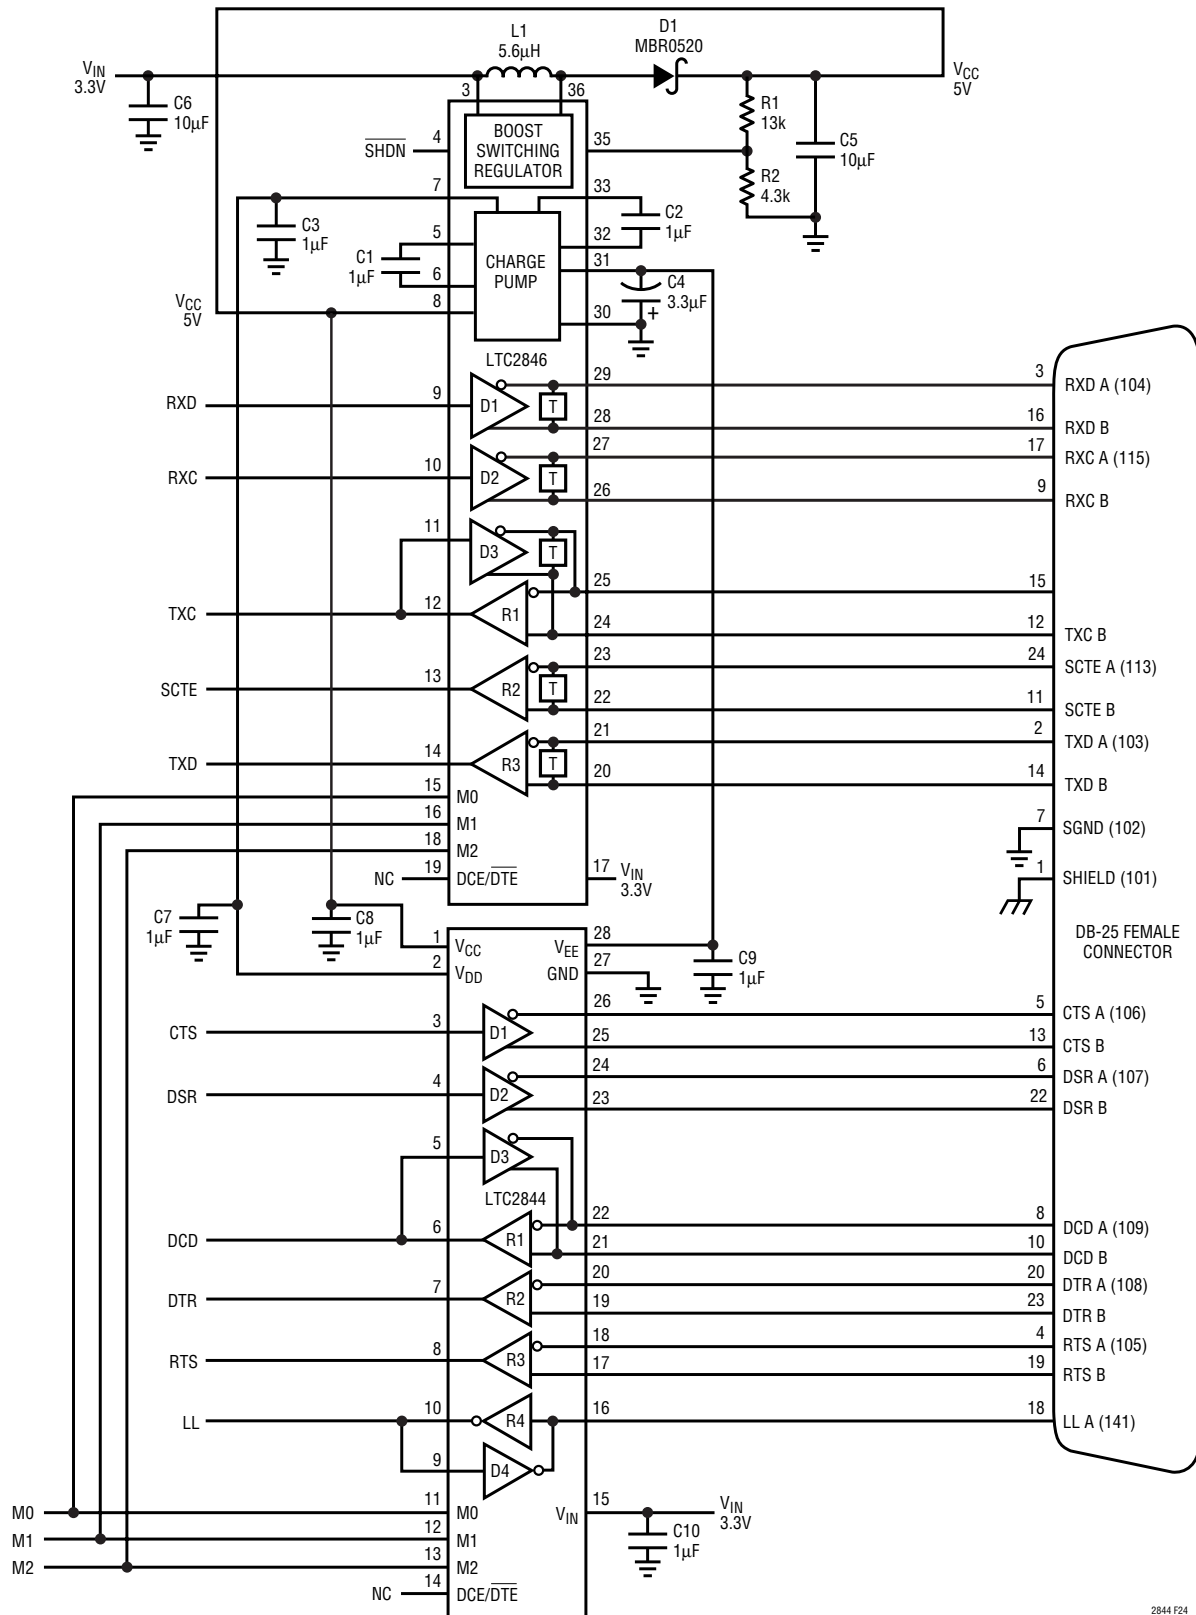 L1
5.6µH
D1
MBR0520
VIN
3.3V
C6
10µF
3
36
VCC
5V
R1
13k
C5
10µF
R2
4.3k
4
SHDN
BOOST
SWITCHING
REGULATOR
35
7
33
C3
1µF
C2
1µF
5
32
C1
1µF
CHARGE
PUMP
31
6
C4
3.3µF
VCC
5V
8
30
+
LTC2846
RXD
9
D1
T
29
3
RXD A (104)
28
16
RXD B
RXC
10
D2
T
27
17
RXC A (115)
26
9
RXC B
11
D3
T
25
15
TXC
12
R1
24
12
TXC B
SCTE
13
R2
T
23
24
SCTE A (113)
22
11
SCTE B
TXD
14
R3
T
21
2
TXD A (103)
20
14
TXD B
15
M0
7
SGND (102)
16
M1
18
M2
NC
19
DCE/DTE
17
VIN
3.3V
1
SHIELD (101)
C7
1µF
C8
1µF
DB-25 FEMALE
CONNECTOR
1
VCC
VEE
28
2
VDD
GND
27
C9
1µF
CTS
3
D1
26
5
CTS A (106)
25
13
CTS B
DSR
4
D2
24
6
DSR A (107)
23
22
DSR B
5
D3
LTC2844
DCD
6
R1
22
8
DCD A (109)
21
10
DCD B
DTR
7
R2
20
20
DTR A (108)
19
23
DTR B
RTS
8
R3
18
4
RTS A (105)
17
19
RTS B
LL
10
R4
16
18
LL A (141)
9
D4
M0
11
M0
VIN
15
VIN
3.3V
M1
12
M1
C10
1µF
M2
13
M2
NC
14
DCE/DTE
2844 F24